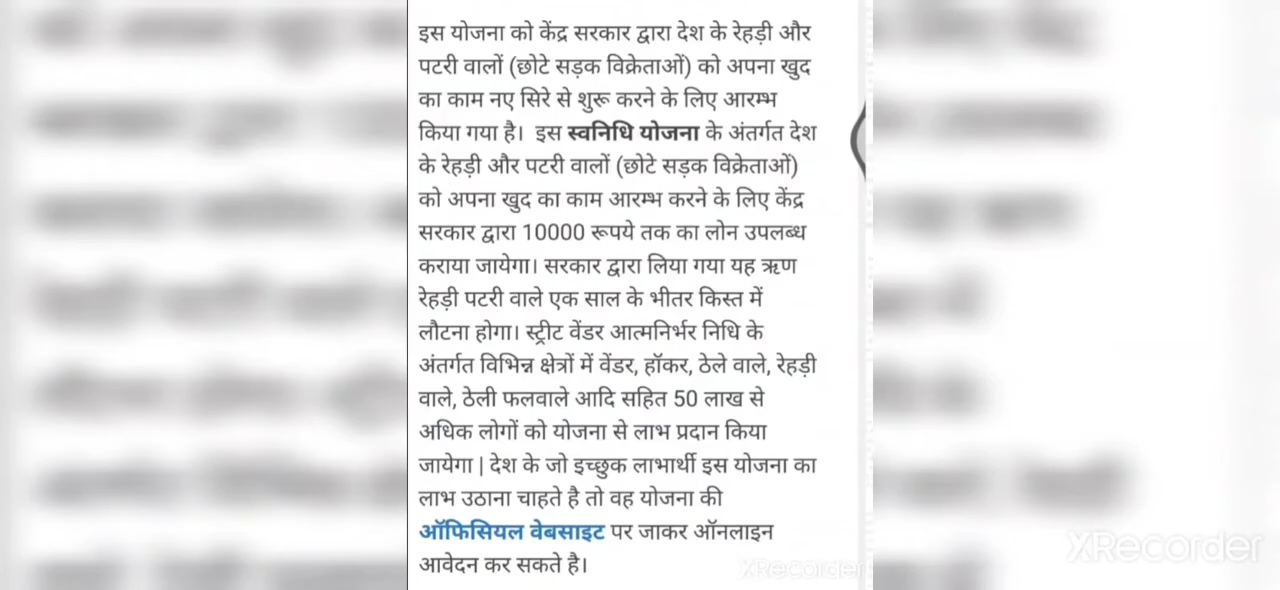 इस योजना को केंद्र सरकार द्वारा देश के रेहड़ी और
पटरी वालों (छोटे सड़क विक्रेताओं) को अपना खुद
का काम नए सिरे से शुरू करने के लिए आरम्भ
किया गया है। इस स्वनिधि योजना के अंतर्गत देश
के रेहड़ी और पटरी वालों (छोटे सड़क विक्रेताओं)
को अपना खुद का काम आरम्भ करने के लिए केंद्र
सरकार द्वारा 10000 रूपये तक का लोन उपलब्ध
कराया जायेगा। सरकार द्वारा लिया गया यह ऋण
रेहड़ी पटरी वाले एक साल के भीतर किस्त में
लौटना होगा। स्ट्रीट वेंडर आत्मनिर्भर निधि के
अंतर्गत विभिन्न क्षेत्रों में वेंडर, हॉकर, ठेले वाले, रेहड़ी
वाले, ठेली फलवाले आदि सहित 50 लाख से
अधिक लोगों को योजना से लाभ प्रदान किया
जायेगा | देश के जो इच्छुक लाभार्थी इस योजना का
लाभ उठाना चाहते है तो वह योजना की
ऑफिसियल वेबसाइट पर जाकर ऑनलाइन
आवेदन कर सकते है।
XRecorder
XRecorder